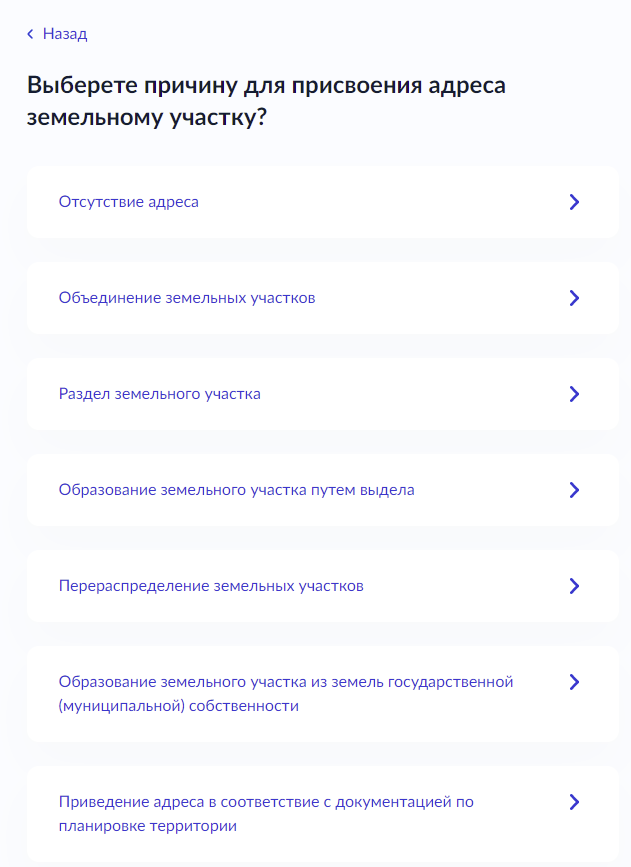 Назад
Выберете причину для присвоения адреса
земельному участку?
Отсутствие адреса
Объединение земельных участков
Раздел земельного участка
Образование земельного участка путем выдела
Перераспределение земельных участков
Образование земельного участка из земель государственной
(муниципальной) собственности
Приведение адреса в соответствие с документацией по
планировке территории